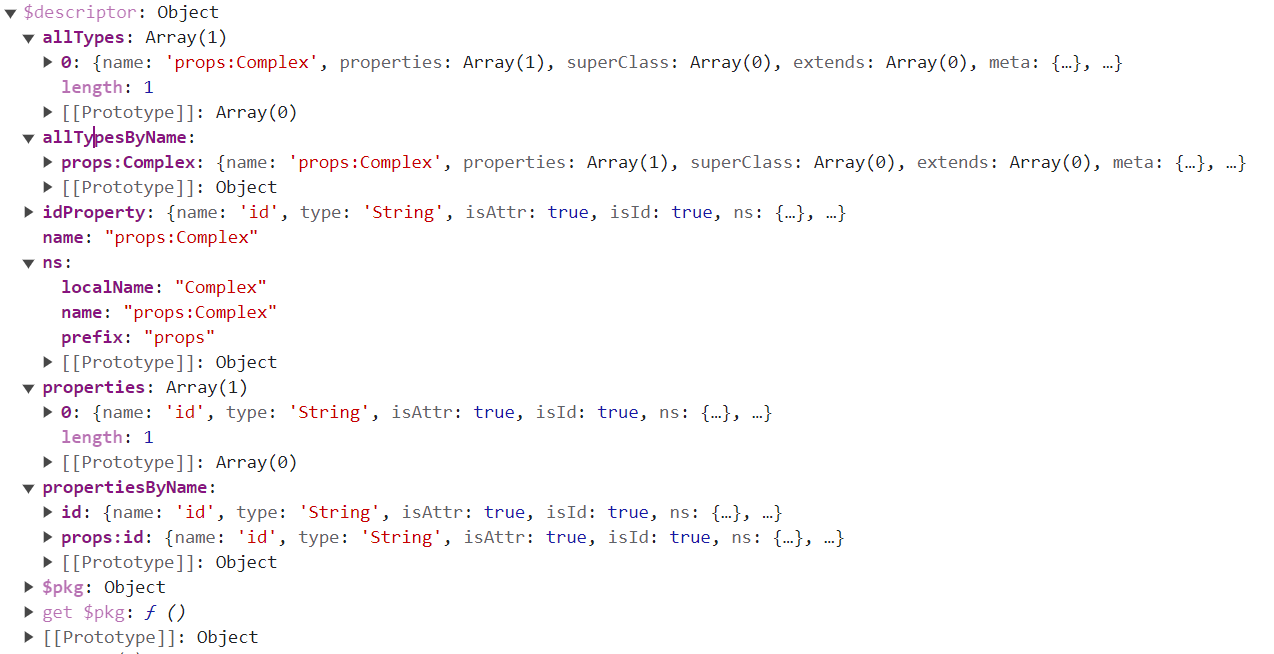 $descriptor: Object
allTypes: Array(1)
0: {name: 'props:Complex', properties: Array(1), superClass: Array(0), extends: Array(0), meta: {…}, …}
length: 1
[[Prototype]]: Array(0)
allTypesByName:
props:Complex: {name: 'props:Complex', properties: Array(1), superClass: Array(0), extends: Array(0), meta: {…}, …}
[[Prototype]]: Object
idProperty: {name: 'id', type: 'String', isAttr: true, isId: true, ns: {…}, …}
name: "props:Complex"
ns:
localName: "Complex"
name: "props:Complex"
prefix: "props"
[[Prototype]]: Object
properties: Array(1)
0: {name: 'id', type: 'String', isAttr: true, isId: true, ns: {…}, …}
length: 1
[[Prototype]]: Array(0)
propertiesByName:
id: {name: 'id', type: 'String', isAttr: true, isId: true, ns: {…}, …}
props:id: {name: 'id', type: 'String', isAttr: true, isId: true, ns: {…}, …}
[[Prototype]]: Object
$pkg: Object
get $pkg: ƒ ()
[[Prototype]]: Object